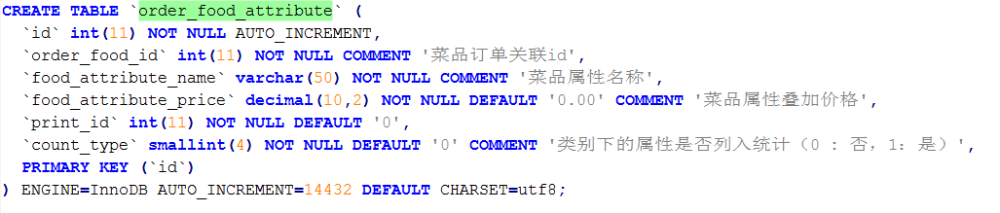 CREATE TABLE `order_food_attribute` (
  `id` int(11) NOT NULL AUTO_INCREMENT,
  `order_food_id` int(11) NOT NULL COMMENT '菜品订单关联id',
  `food_attribute_name` varchar(50) NOT NULL COMMENT '菜品属性名称',
  `food_attribute_price` decimal(10,2) NOT NULL DEFAULT '0.00' COMMENT '菜品属性叠加价格',
  `print_id` int(11) NOT NULL DEFAULT '0',
  `count_type` smallint(4) NOT NULL DEFAULT '0' COMMENT '类别下的属性是否列入统计（0 : 否，1: 是）',
  PRIMARY KEY (`id`)
) ENGINE=InnoDB AUTO_INCREMENT=14432 DEFAULT CHARSET=utf8;